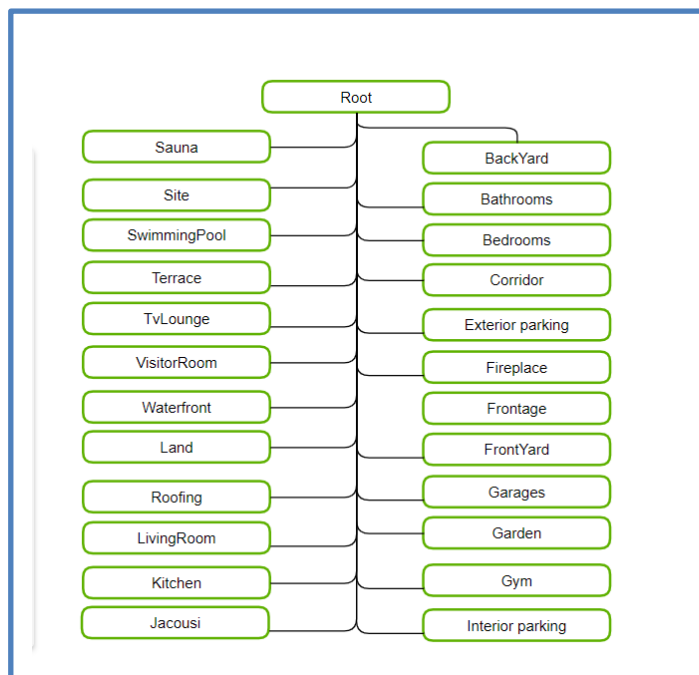 Root
Sauna
Site
SwimmingPool
Terrace
TvLounge
VisitorRoom
Waterfront
Land
Roofing
LivingRoom
Kitchen
Jacousi
BackYard
Bathrooms
Bedrooms
Corridor
Exterior parking
Fireplace
Frontage
FrontYard
Garages
Garden
Gym
Interior parking